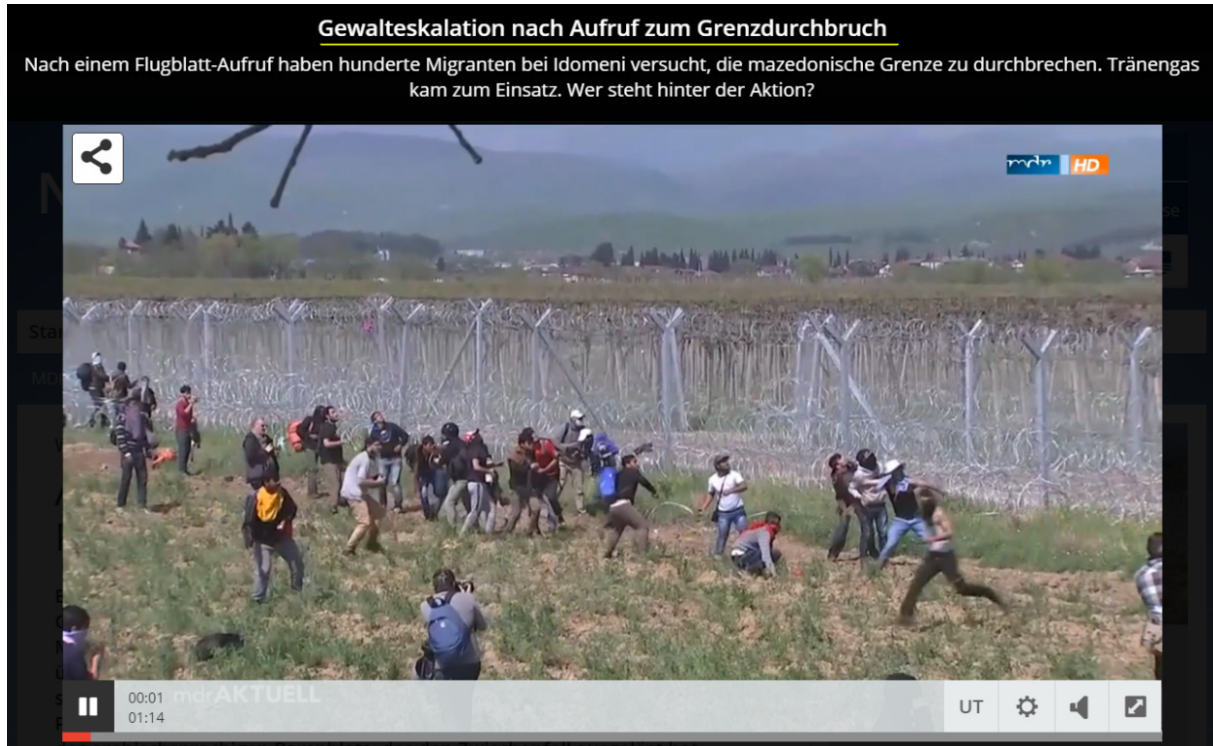 Gewalteskalation nach Aufruf zum Grenzdurchbruch
Nach einem Flugblatt-Aufruf haben hunderte Migranten bei Idomeni versucht, die mazedonische Grenze zu durchbrechen. Tränengas
kam zum Einsatz. Wer steht hinter der Aktion?
mdr HD
mdrAKTUELL
00:01
01:14
UT